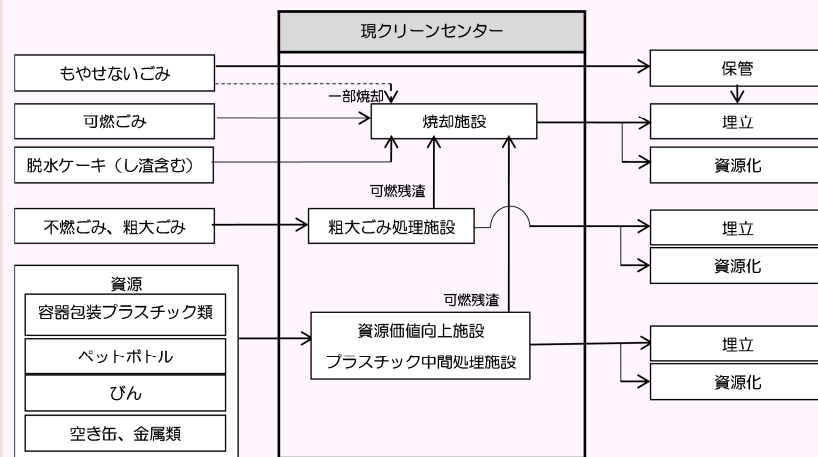 現クリーンセンター
もやせないごみ
保管
一部焼却
可燃ごみ
焼却施設
埋立
脱水ケーキ（し渣含む）
資源化
可燃残渣
不燃ごみ、粗大ごみ
粗大ごみ処理施設
埋立
資源化
資源
容器包装プラスチック類
ペットボトル
びん
空き缶、金属類
可燃残渣
資源価値向上施設
プラスチック中間処理施設
埋立
資源化